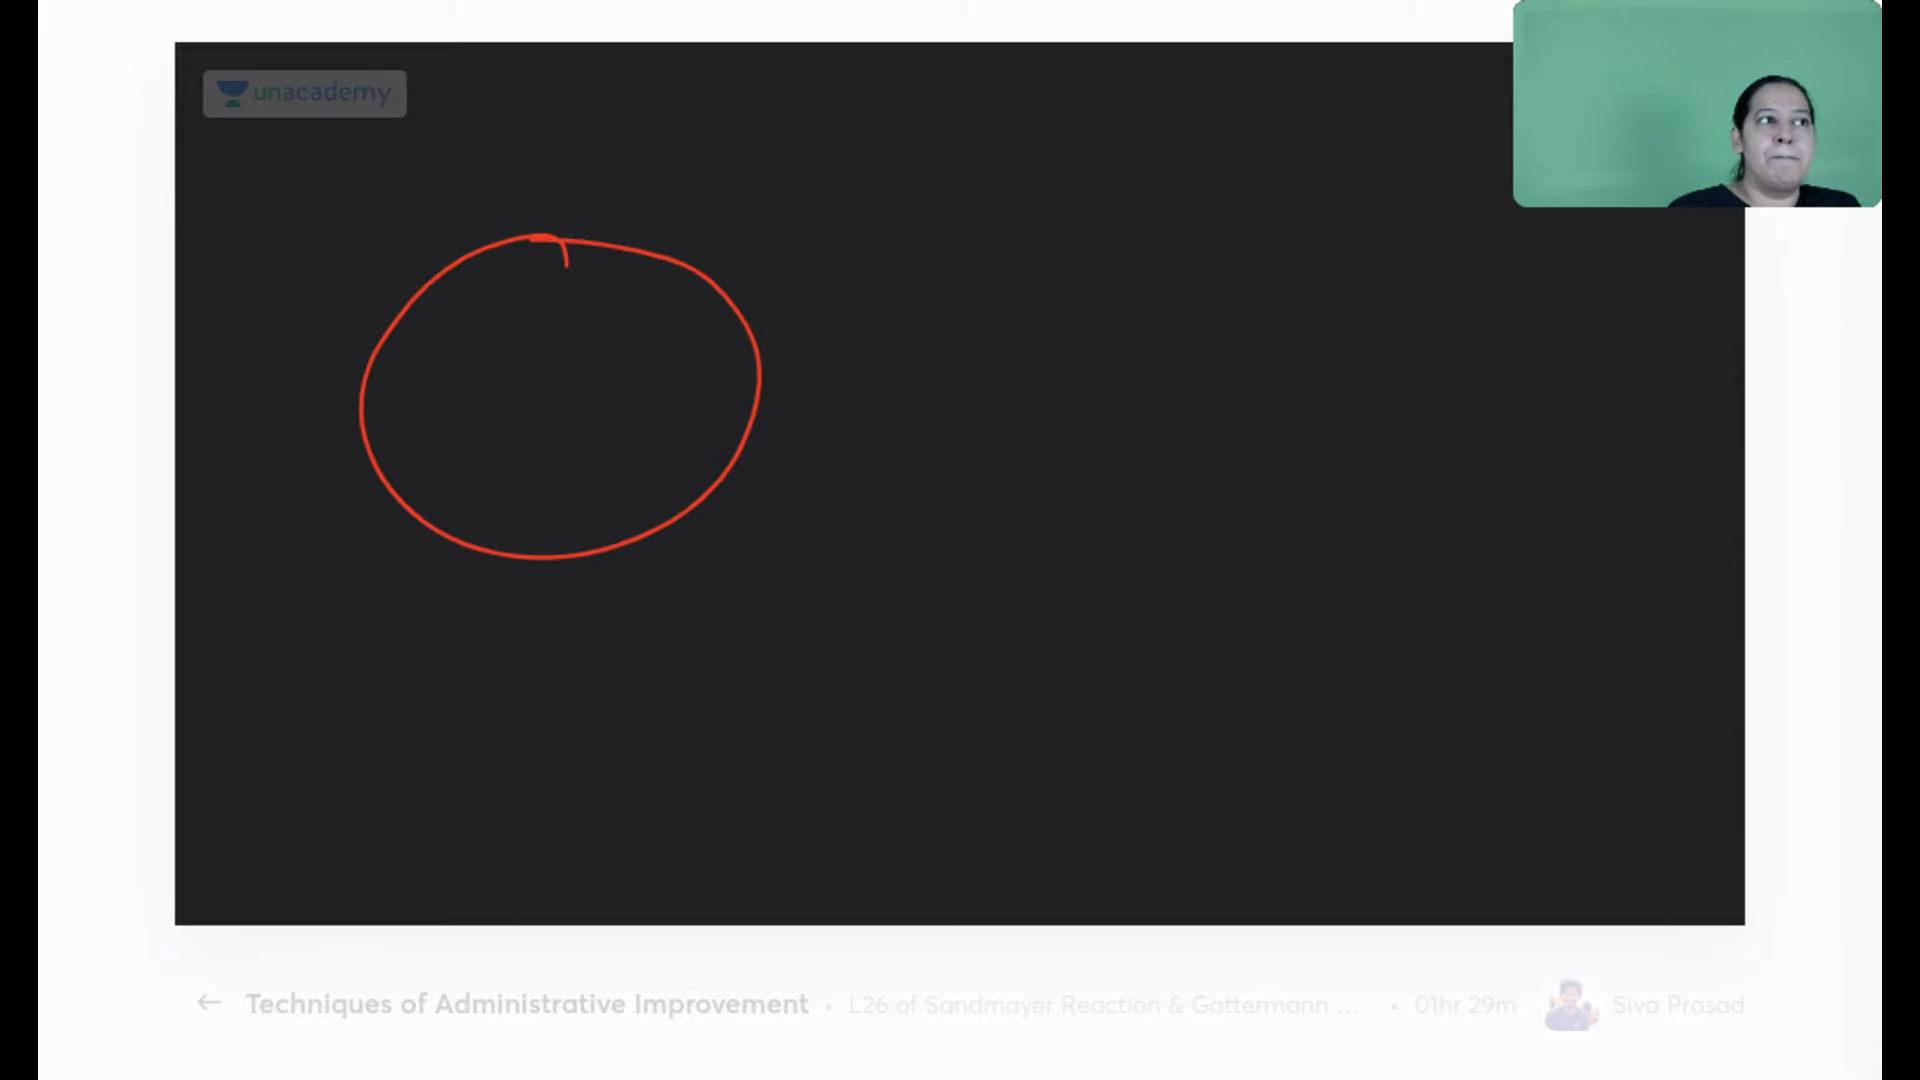 unacademy
← Techniques of Administrative Improvement • L26 of Sandmayer Reaction & Gattermann ... • 01hr 29m Siva Prasad